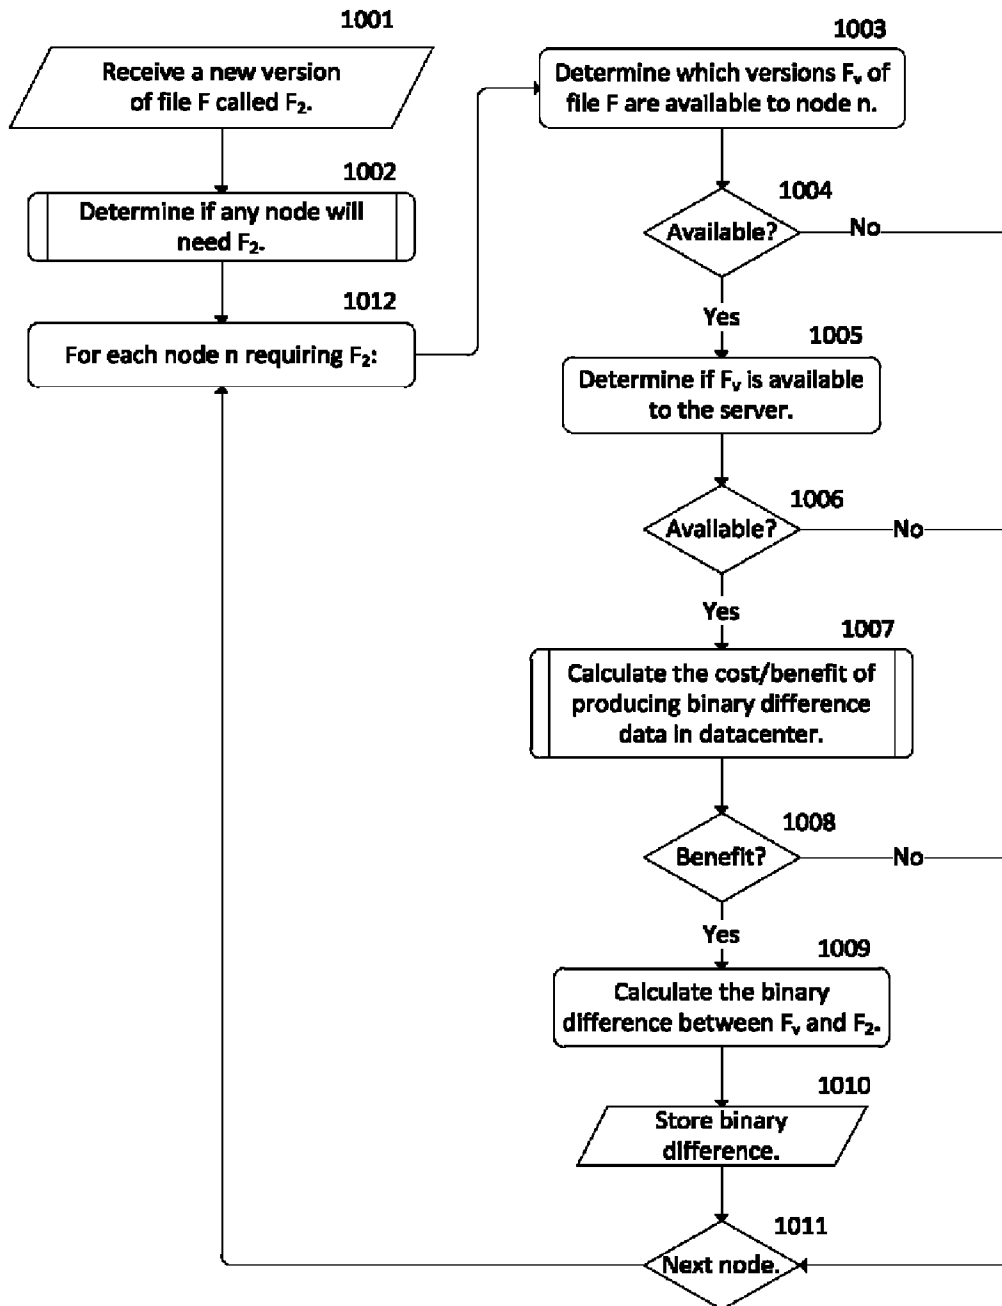 1001
Receive a new version
of file F called F₂.
1002
Determine if any node will
need F₂.
1012
For each node n requiring F₂:
1003
Determine which versions Fᵥ of
file F are available to node n.
1004
Available?
No
Yes
1005
Determine if Fᵥ is available
to the server.
1006
Available?
No
Yes
1007
Calculate the cost/benefit of
producing binary difference
data in datacenter.
1008
Benefit?
No
Yes
1009
Calculate the binary
difference between Fᵥ and F₂.
1010
Store binary
difference.
1011
Next node.